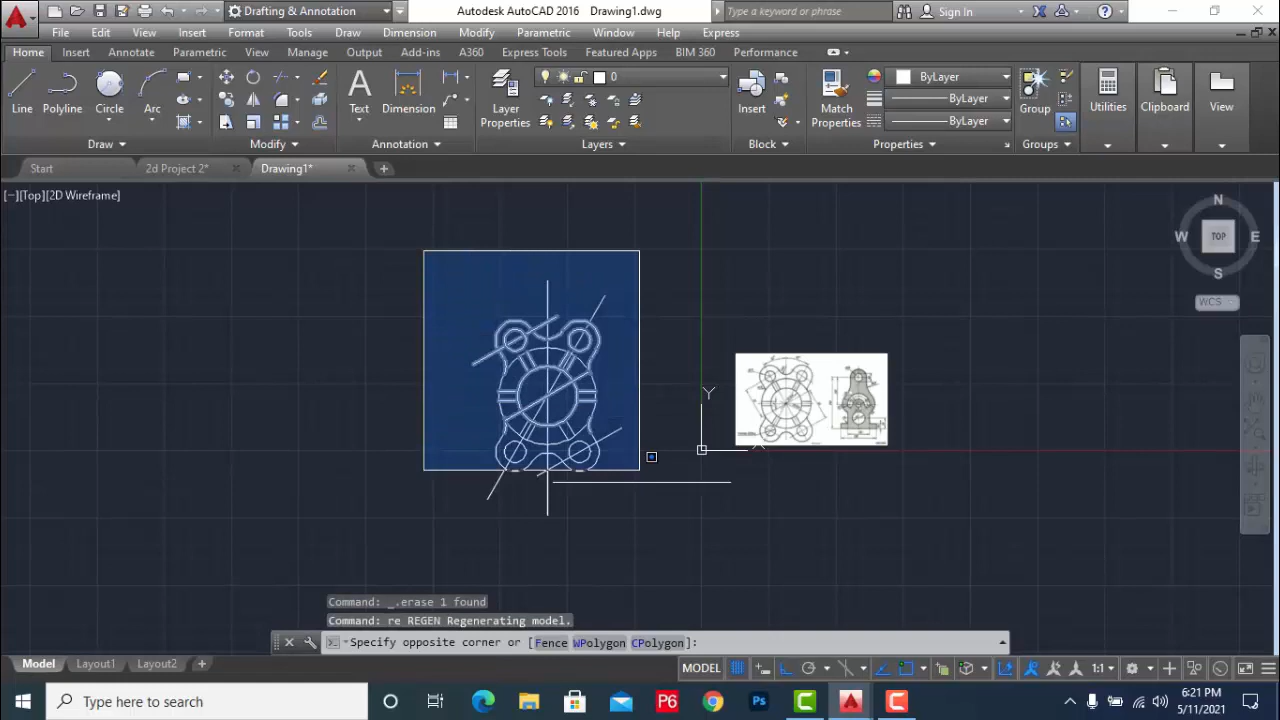 Drawing & Annotation
Autodesk AutoCAD 2016 Drawing1.dwg
Type a keyword or phrase
Sign In
File Edit View Insert Format Tools Draw Dimension Modify Parametric Window Help Express
Home Insert Annotate Parametric View Manage Output Add-ins A360 Express Tools Featured Apps BIM 360 Performance
Line Polyline Circle Arc
A
Text Dimension
Layer Properties
0
Insert
Match Properties
ByLayer
ByLayer
ByLayer
Group
Utilities
Clipboard
View
Draw Modify Annotation Layers Block Properties Groups
Start 2d Project 2* Drawing1*
[−][Top][2D Wireframe]
N
W TOP E
S
WCS
Y
Command: _.erase 1 found
Command: re REGEN Regenerating model.
Specify opposite corner or [Fence WPolygon CPolygon]:
Model Layout1 Layout2
MODEL
1:1
Type here to search
P6
Ps
6:21 PM
5/11/2021